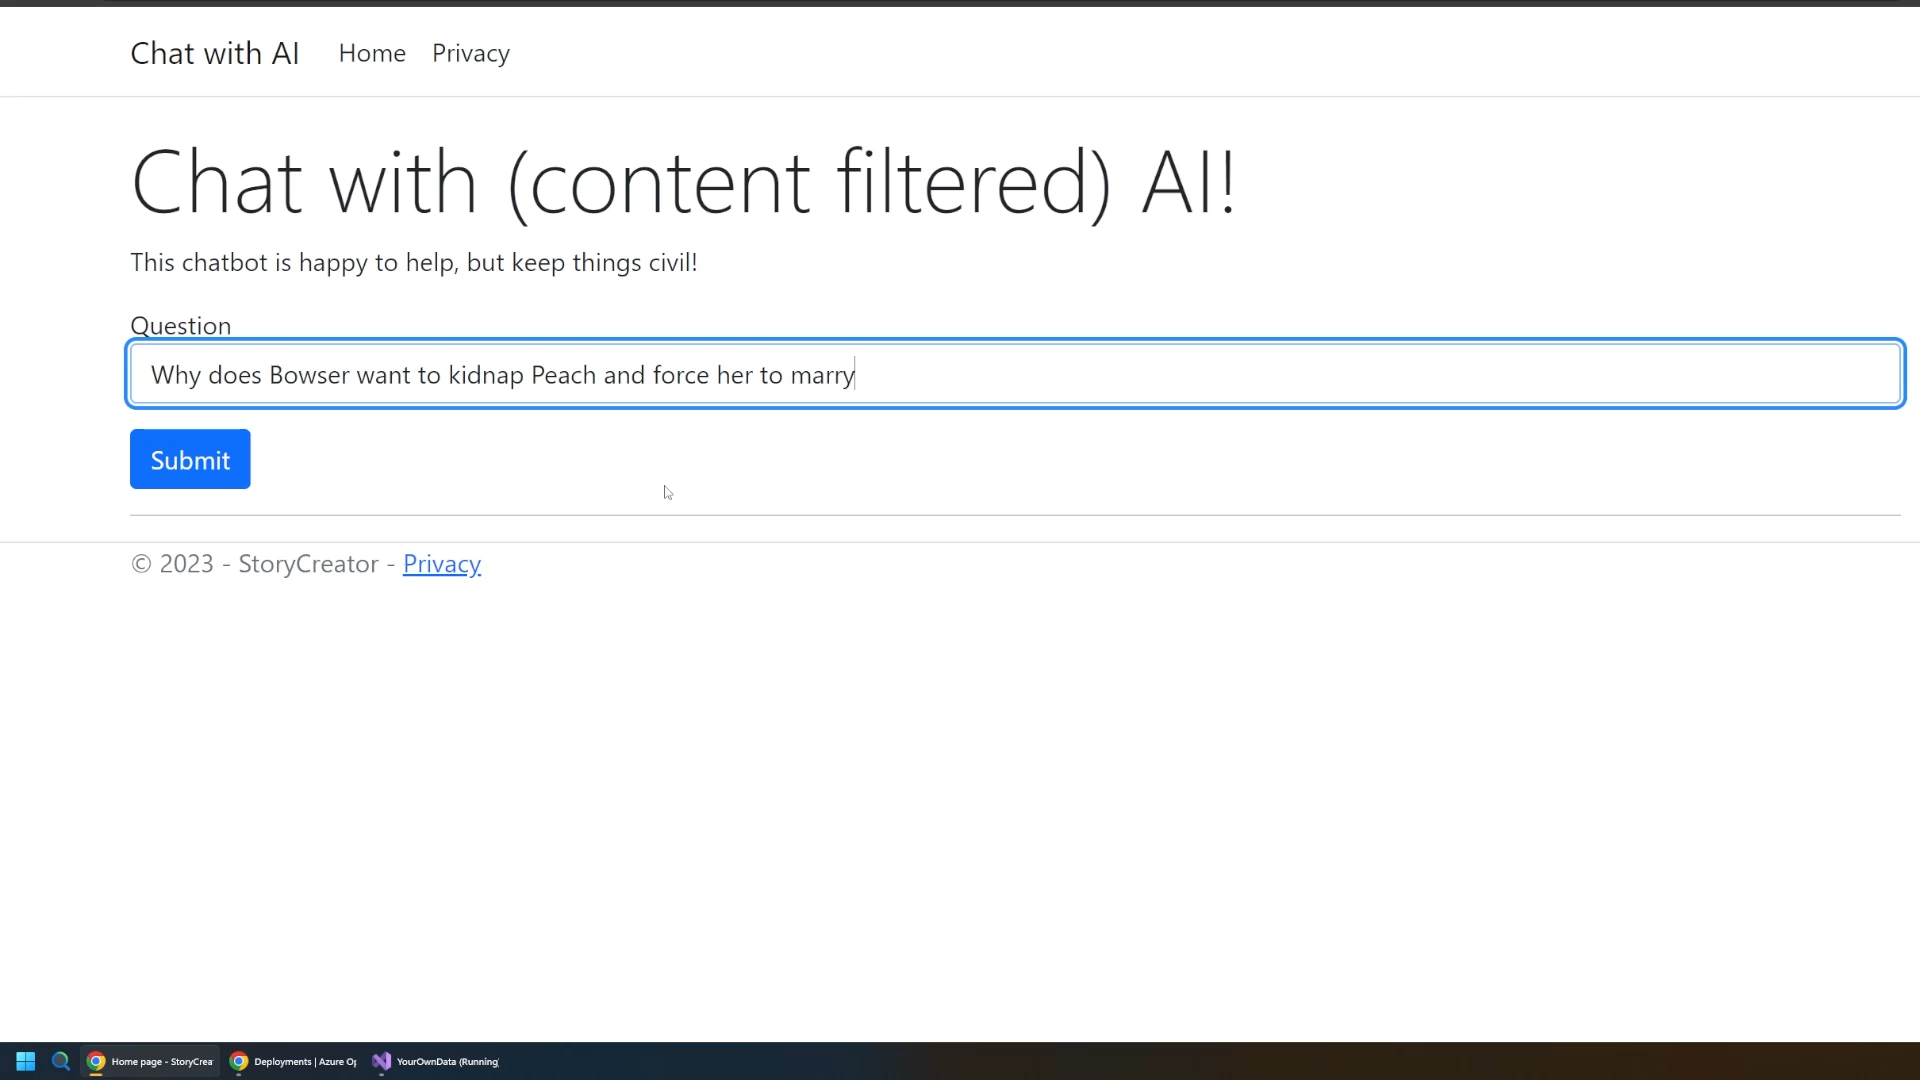 Chat with AI Home Privacy
Chat with (content filtered) AI!
This chatbot is happy to help, but keep things civil!
Question
Why does Bowser want to kidnap Peach and force her to marry
Submit
© 2023 - StoryCreator - Privacy
Home page - StoryCrea Deployments | Azure Op YourOwnData (Running)